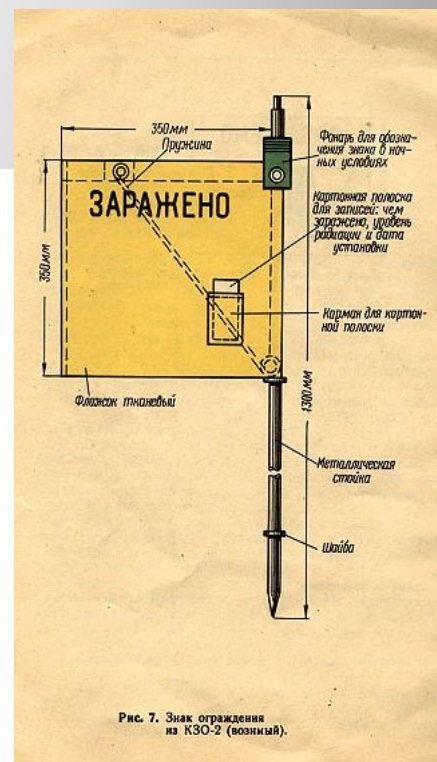 350мм
Пружина
Фонарь для обозна-
чения знака в ноч-
ных условиях
ЗАРАЖЕНО
Картонная полоска
для записей: чем
заражено, уровень
радиации и дата
установки
350мм
Карман для картон-
ной полоски
Флажок тканевый
1300мм
Металлическая
стойка
Шайба
Рис. 7. Знак ограждения
из КЗО-2 (возимый).